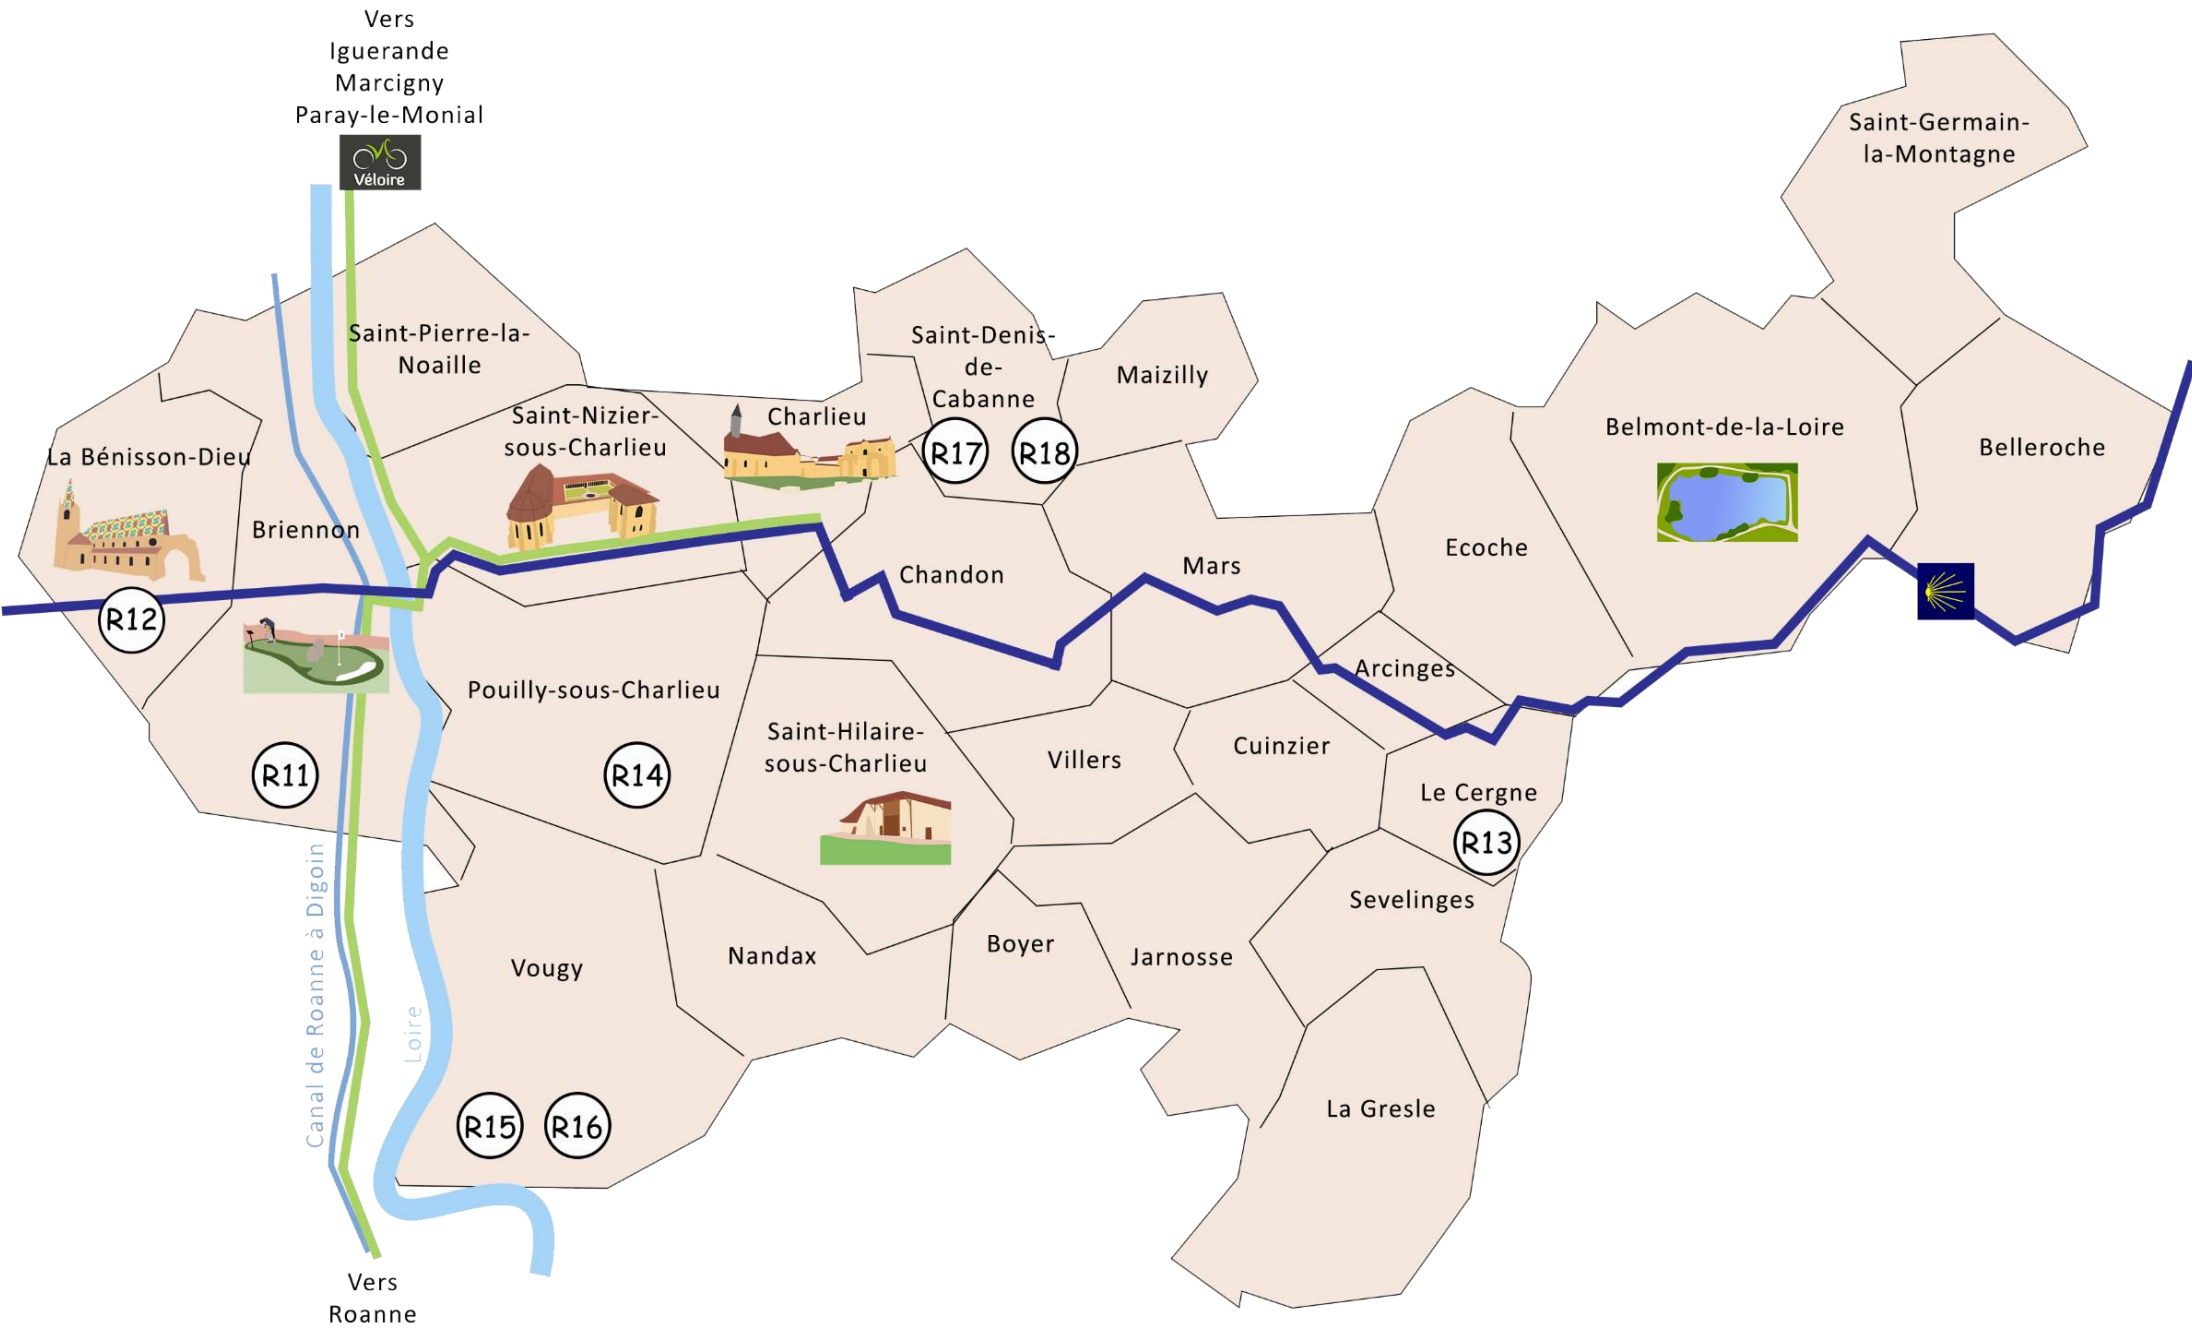 Vers
Iguerande
Marcigny
Paray-le-Monial
Véloire
Saint-Germain-
la-Montagne
Saint-Pierre-la-
Noaille
Saint-Denis-
de-
Cabanne
Maizilly
Saint-Nizier-
sous-Charlieu
Charlieu
Belmont-de-la-Loire
Belleroche
La Bénisson-Dieu
R17
R18
Briennon
Ecoche
Mars
Chandon
R12
Arcinges
Pouilly-sous-Charlieu
Saint-Hilaire-
sous-Charlieu
Villers
Cuinzier
R11
R14
Le Cergne
R13
Sevelinges
Boyer
Nandax
Jarnosse
Vougy
Canal de Roanne à Digoin
Loire
La Gresle
R15
R16
Vers
Roanne